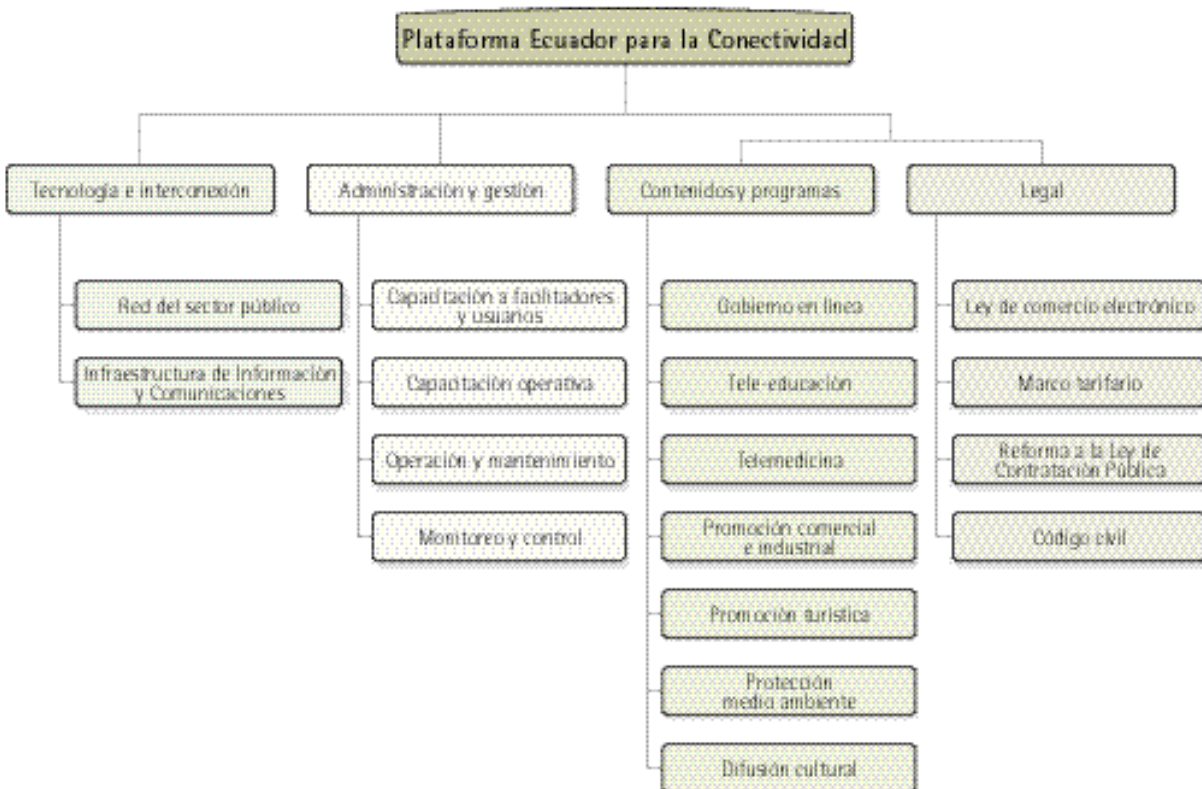 Plataforma Ecuador para la Conectividad
Tecnología e interconexión
Administración y gestión
Contenidos y programas
Legal
Red del sector público
Infraestructura de Información
y Comunicaciones
Capacitación a facilitadores
y usuarios
Capacitación operativa
Operación y mantenimiento
Monitoreo y control
Gobierno en línea
Tele-educación
Telemedicina
Promoción comercial
e industrial
Promoción turística
Protección
medio ambiente
Difusión cultural
Ley de comercio electrónico
Marco tarifario
Reforma a la Ley de
Contratación Pública
Código civil